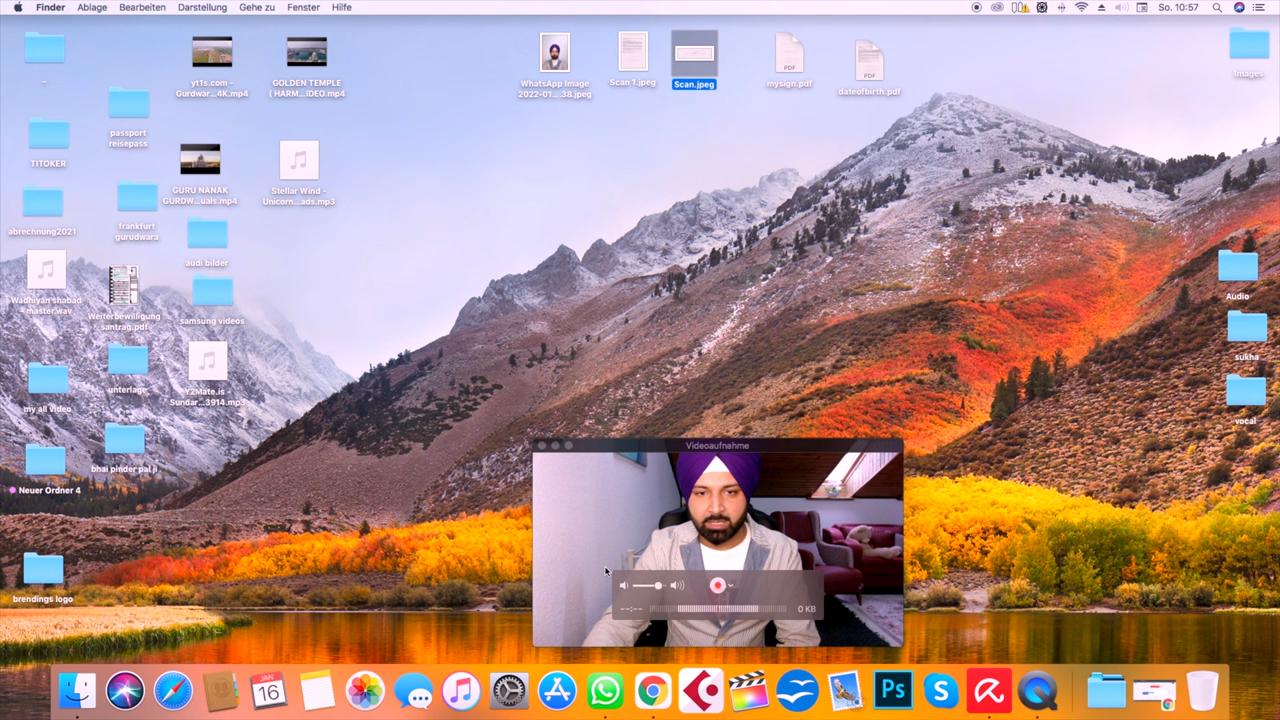 Finder Ablage Bearbeiten Darstellung Gehe zu Fenster Hilfe
So. 10:57
yt1s.com -
Gurdwar....4K.mp4
GOLDEN TEMPLE
( HARM...IDEO.mp4
WhatsApp Image
2022-01....38.jpeg
Scan 1.jpeg
Scan.jpeg
PDF
mysign.pdf
PDF
dateofbirth.pdf
Images
passport
reisepass
TITOKER
GURU NANAK
GURDW...uals.mp4
Stellar Wind -
Unicorn...ads.mp3
abrechnung2021
frankfurt
gurudwara
audi bilder
Wadhiyan shabad
-master.wav
Weiterbewilligung
santrag.pdf
samsung videos
Audio
sukha
my all video
unterlage
Y2Mate.is
Sundar...3914.mp3
vocal
bhai pinder pal ji
Neuer Ordner 4
brendings logo
Videoaufnahme
--:--
0 KB
JAN
16
Ps